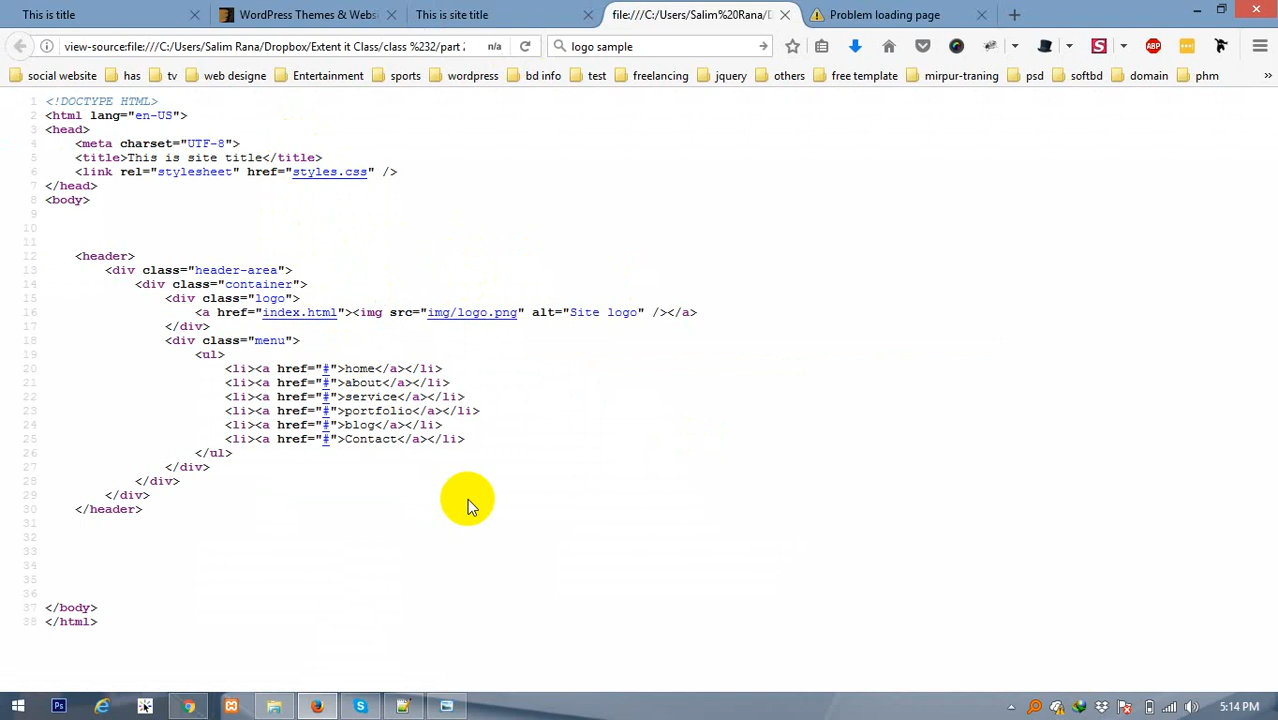 This is title
WordPress Themes & Websi
This is site title
file:///C:/Users/Salim%20Rana/D
Problem loading page
view-source:file:///C:/Users/Salim Rana/Dropbox/Extent it Class/class %232/part 2
n/a
logo sample
social website has tv web designe Entertainment sports wordpress bd info test freelancing jquery others free template mirpur-traning psd softbd domain phm »
1 <!DOCTYPE HTML>
2 <html lang="en-US">
3 <head>
4 <meta charset="UTF-8">
5 <title>This is site title</title>
6 <link rel="stylesheet" href="styles.css" />
7 </head>
8 <body>
9
10
11
12 <header>
13 <div class="header-area">
14 <div class="container">
15 <div class="logo">
16 <a href="index.html"><img src="img/logo.png" alt="Site logo" /></a>
17 </div>
18 <div class="menu">
19 <ul>
20 <li><a href="#">home</a></li>
21 <li><a href="#">about</a></li>
22 <li><a href="#">service</a></li>
23 <li><a href="#">portfolio</a></li>
24 <li><a href="#">blog</a></li>
25 <li><a href="#">Contact</a></li>
26 </ul>
27 </div>
28 </div>
29 </div>
30 </header>
31
32
33
34
35
36
37 </body>
38 </html>
ABP
S
Ps
5:14 PM